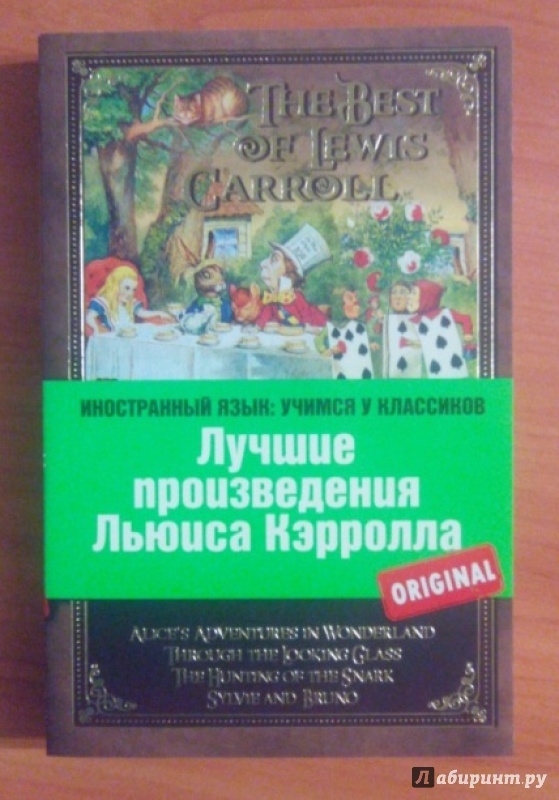 The Best
of Lewis
Carroll
ИНОСТРАННЫЙ ЯЗЫК: УЧИМСЯ У КЛАССИКОВ
Лучшие
произведения
Льюиса Кэрролла
ORIGINAL
Alice's Adventures in Wonderland
Through the Looking Glass
The Hunting of the Snark
Sylvie and Bruno
Лабиринт.ру